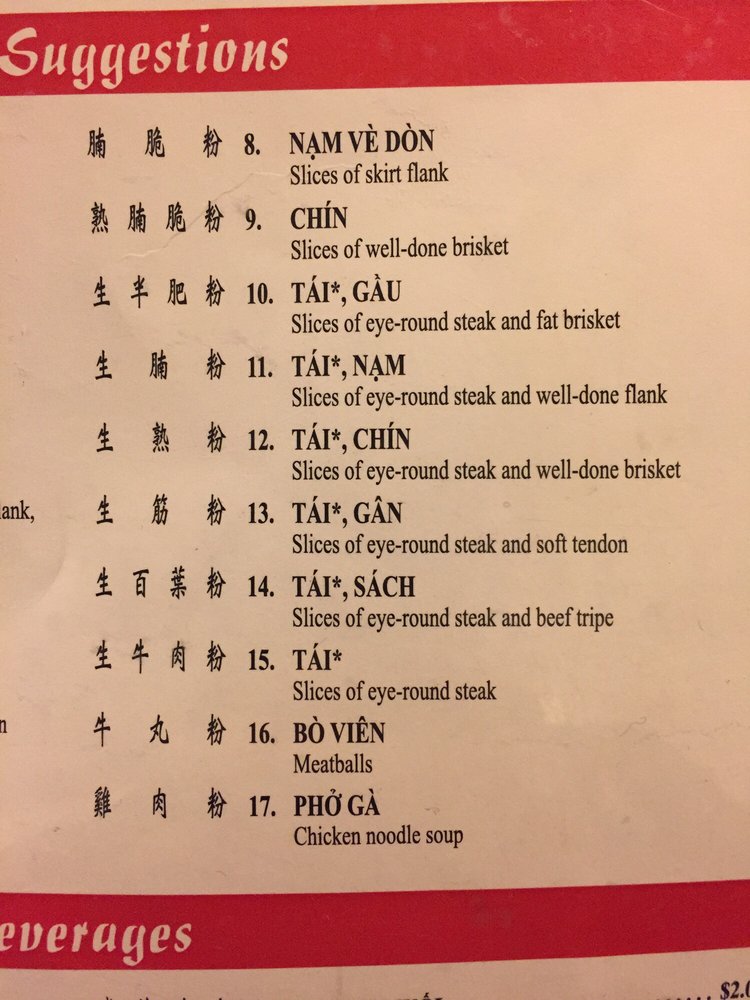 Suggestions
腩脆粉 8. NẠM VÈ DÒN
Slices of skirt flank
熟腩脆粉 9. CHÍN
Slices of well-done brisket
生半肥粉 10. TÁI*, GẦU
Slices of eye-round steak and fat brisket
生腩粉 11. TÁI*, NẠM
Slices of eye-round steak and well-done flank
生熟粉 12. TÁI*, CHÍN
Slices of eye-round steak and well-done brisket
lank,
生筋粉 13. TÁI*, GÂN
Slices of eye-round steak and soft tendon
生百葉粉 14. TÁI*, SÁCH
Slices of eye-round steak and beef tripe
生牛肉粉 15. TÁI*
Slices of eye-round steak
n
牛丸粉 16. BÒ VIÊN
Meatballs
雞肉粉 17. PHỞ GÀ
Chicken noodle soup
everages